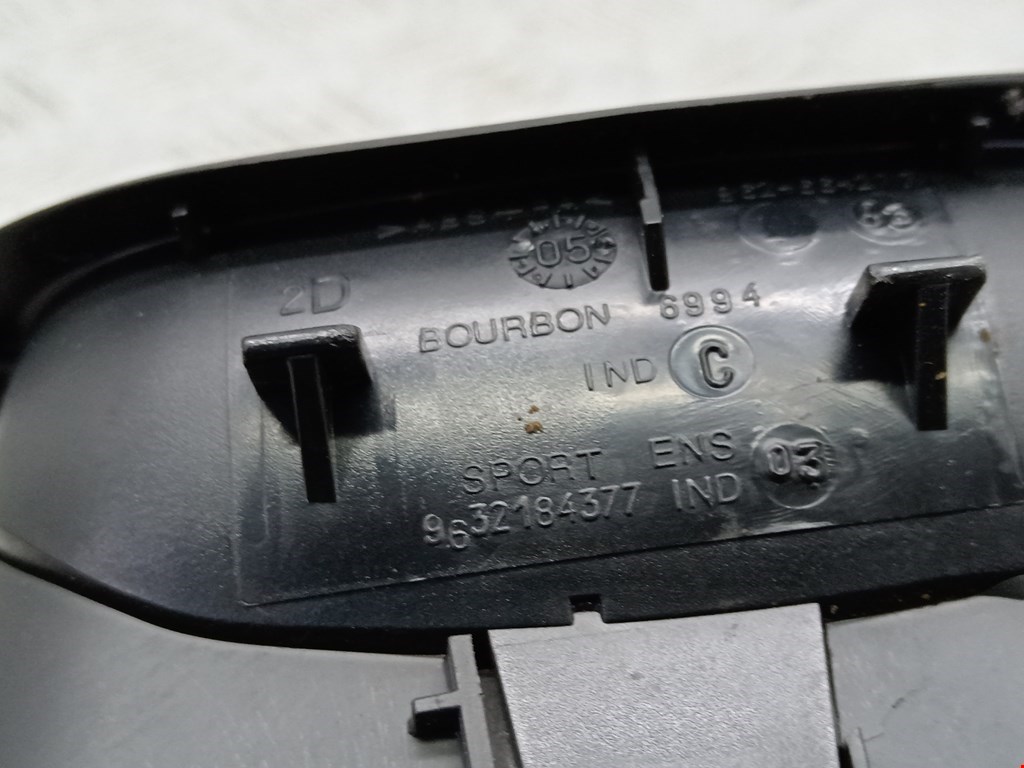 05
2D
BOURBON 6994
IND C
SPORT ENS 03
9632184377 IND